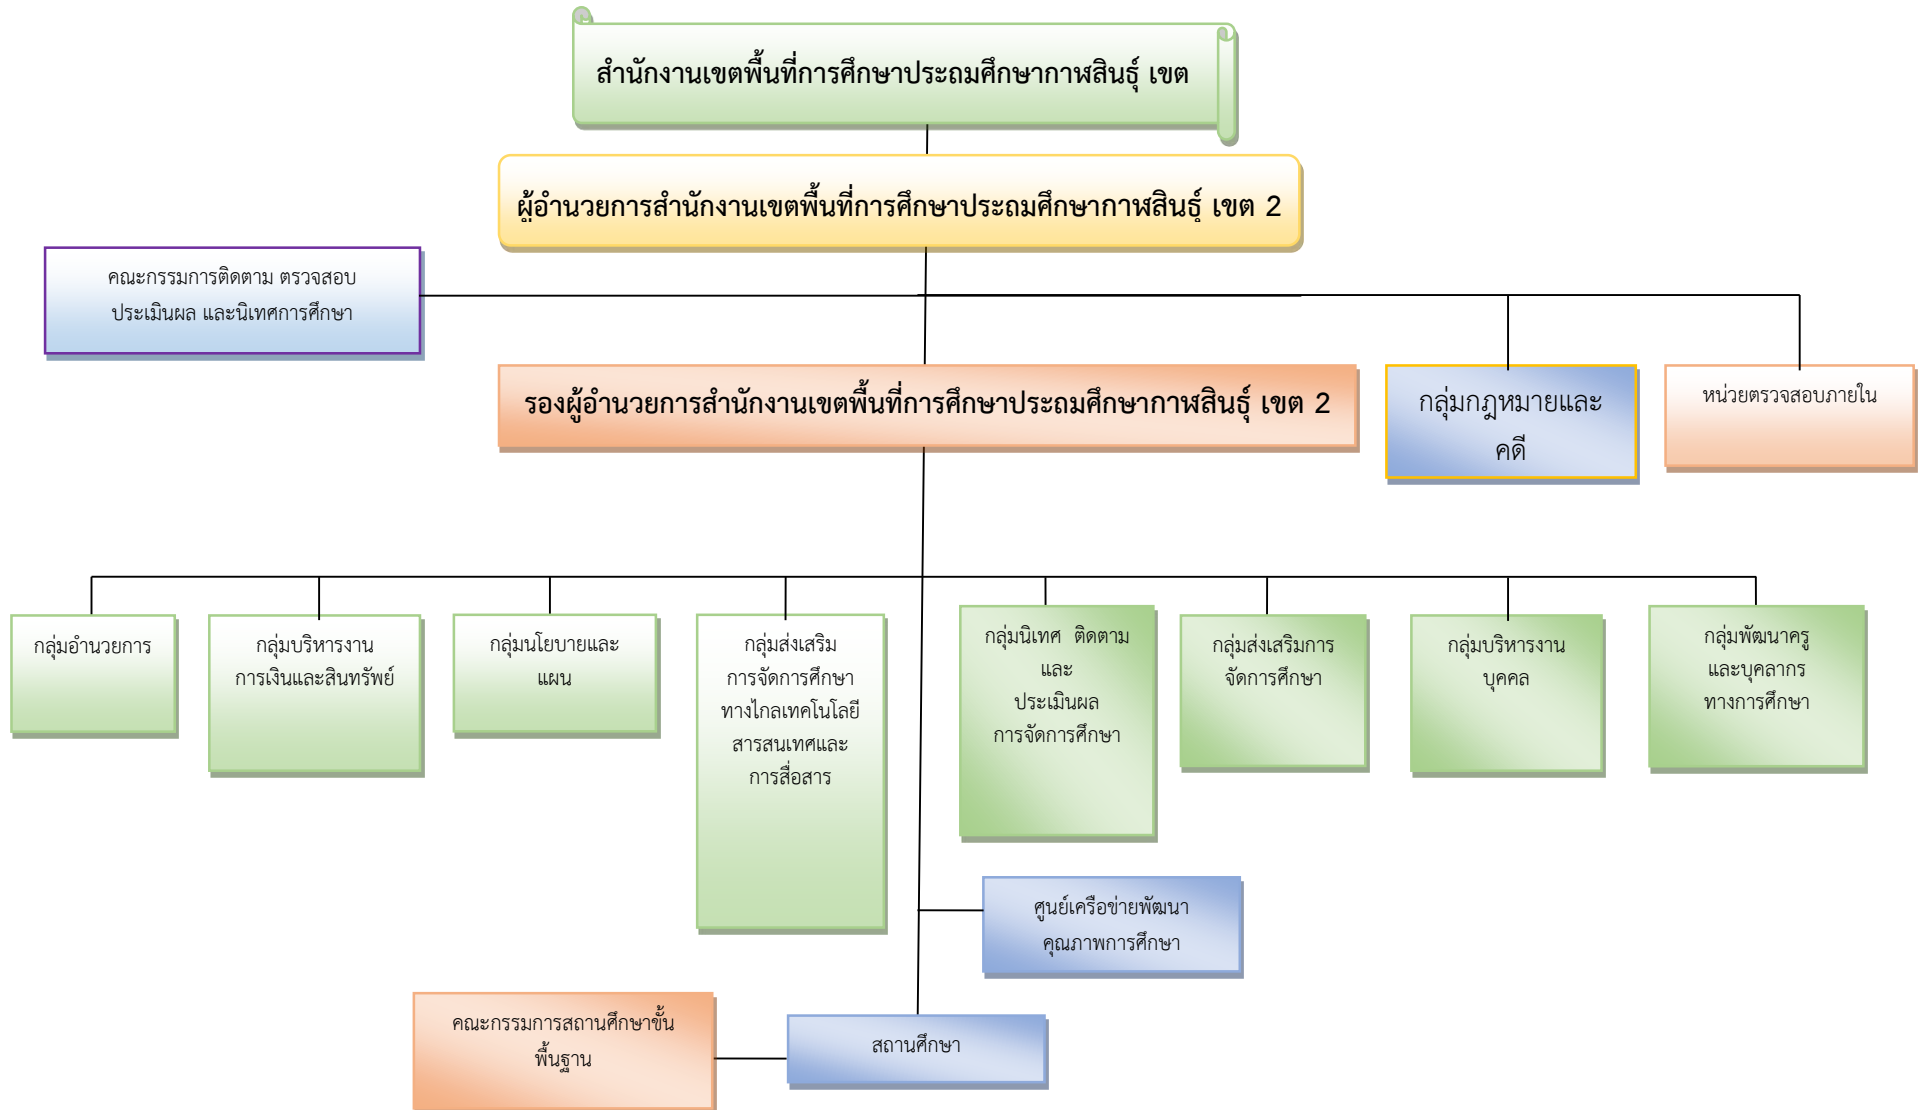 สำนักงานเขตพื้นที่การศึกษาประถมศึกษากาฬสินธุ์ เขต
ผู้อำนวยการสำนักงานเขตพื้นที่การศึกษาประถมศึกษากาฬสินธุ์ เขต 2
คณะกรรมการติดตาม ตรวจสอบ
ประเมินผล และนิเทศการศึกษา
รองผู้อำนวยการสำนักงานเขตพื้นที่การศึกษาประถมศึกษากาฬสินธุ์ เขต 2
กลุ่มกฎหมายและ
คดี
หน่วยตรวจสอบภายใน
กลุ่มอำนวยการ
กลุ่มบริหารงาน
การเงินและสินทรัพย์
กลุ่มนโยบายและ
แผน
กลุ่มส่งเสริม
การจัดการศึกษา
ทางไกลเทคโนโลยี
สารสนเทศและ
การสื่อสาร
กลุ่มนิเทศ ติดตาม
และ
ประเมินผล
การจัดการศึกษา
กลุ่มส่งเสริมการ
จัดการศึกษา
กลุ่มบริหารงาน
บุคคล
กลุ่มพัฒนาครู
และบุคลากร
ทางการศึกษา
ศูนย์เครือข่ายพัฒนา
คุณภาพการศึกษา
คณะกรรมการสถานศึกษาขั้น
พื้นฐาน
สถานศึกษา